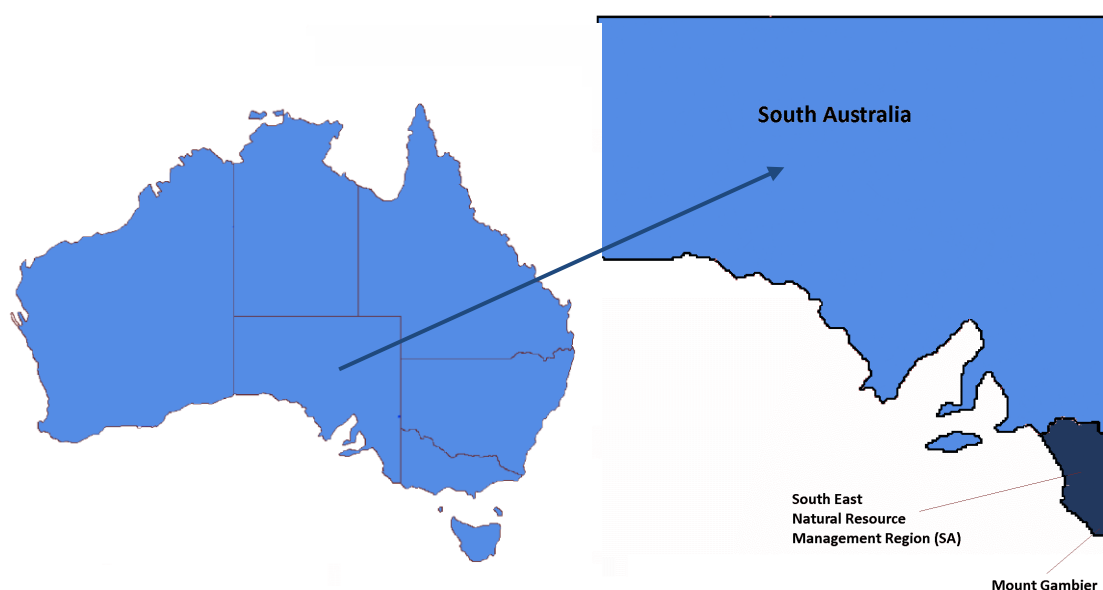 South Australia
South East
Natural Resource
Management Region (SA)
Mount Gambier